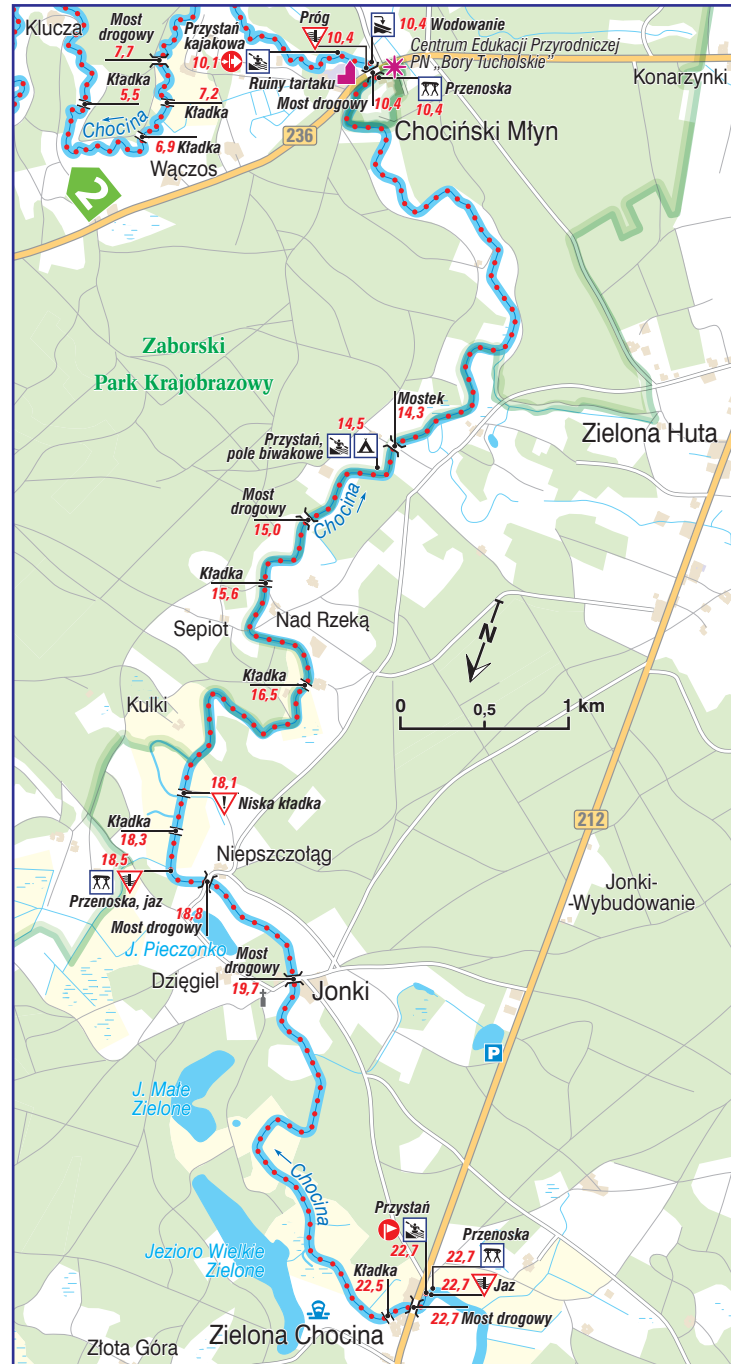 Klucza
Most
drogowy
7,7
Kładka
5,5
Chocina
7,2
Kładka
6,9 Kładka
Wączos
2
Przystań
kajakowa
10,1
Ruiny tartaku
Próg
10,4
10,4 Wodowanie
Centrum Edukacji Przyrodniczej
PN „Bory Tucholskie”
Przenoska
10,4
Most drogowy 10,4
Konarzynki
236
Chociński Młyn
Zaborski
Park Krajobrazowy
Mostek
14,3
14,5
Przystań,
pole biwakowe
Zielona Huta
Most
drogowy
15,0
Chocina
Kładka
15,6
Sepiot
Nad Rzeką
N
Kładka
16,5
Kulki
0
0,5
1 km
18,1
Niska kładka
Kładka
18,3
212
18,5
Przenoska, jaz
Niepszczołąg
18,8
Most drogowy
J. Pieczonko
Jonki-
-Wybudowanie
Most
drogowy
19,7
Dzięgiel
Jonki
P
J. Małe
Zielone
Chocina
Jezioro Wielkie
Zielone
Przystań
22,7
Przenoska
22,7
22,7 Jaz
Kładka
22,5
22,7 Most drogowy
Zielona Chocina
Złota Góra